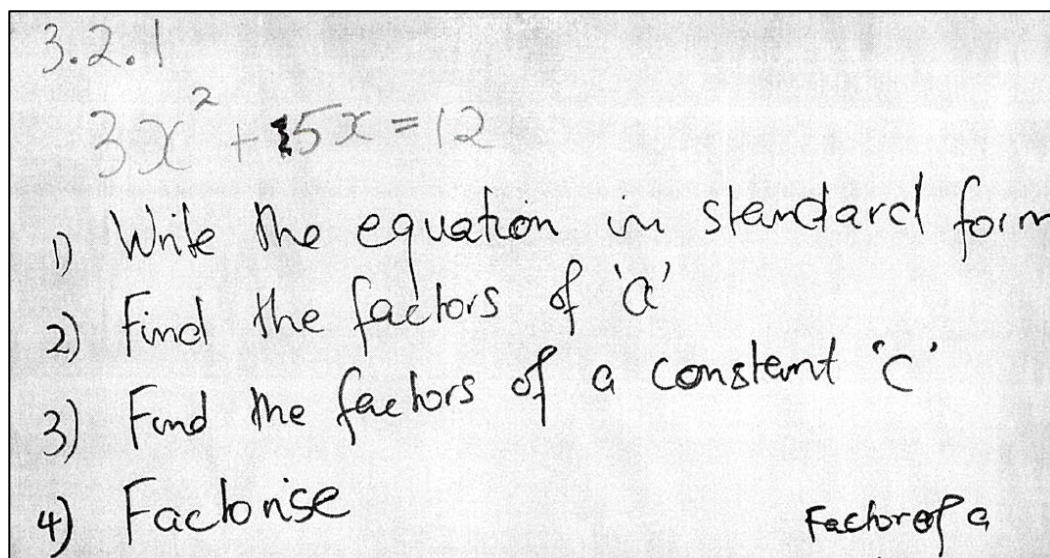 3.2.1
3x² + 5x = 12
1) Write the equation in standard form
2) Find the factors of 'a'
3) Find the factors of a constant 'c'
4) Factorise
Factor of a